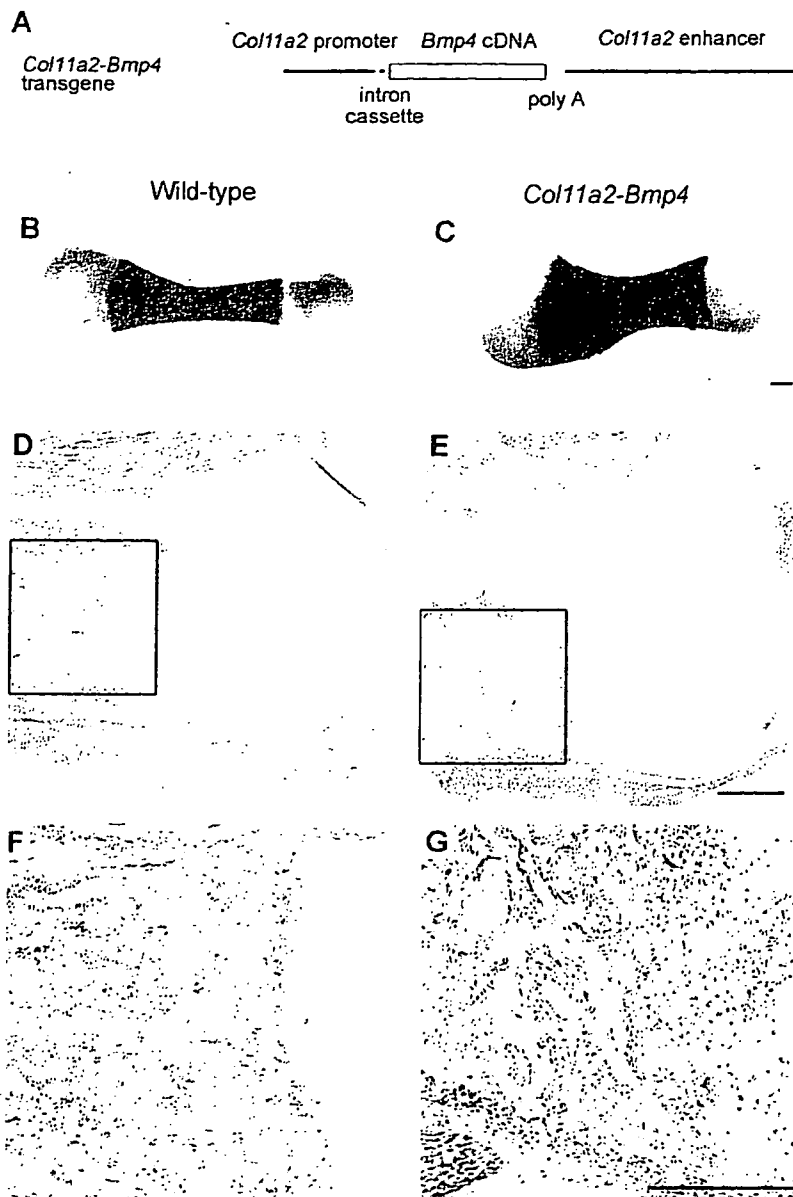 A
Col11a2 promoter Bmp4 cDNA Col11a2 enhancer
Col11a2-Bmp4
transgene
intron
cassette
poly A
Wild-type
Col11a2-Bmp4
B
C
D
E
F
G